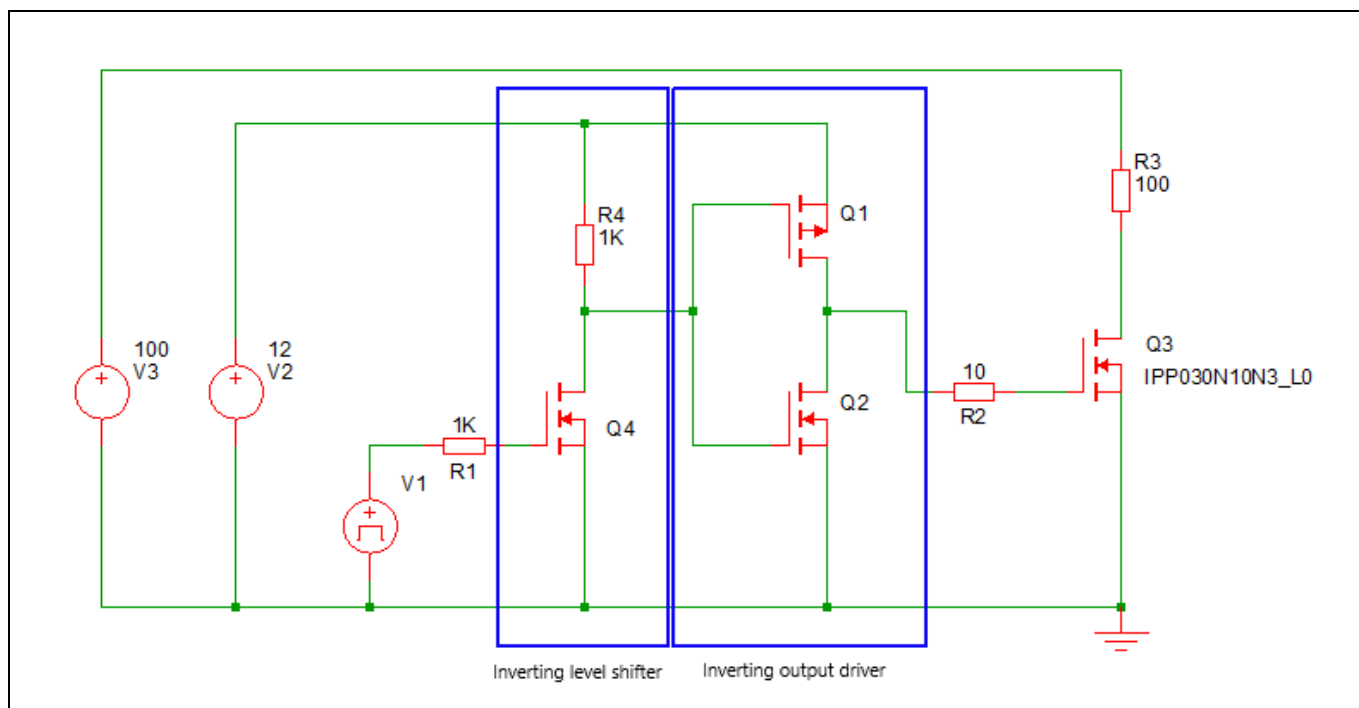 R3
100
R4
1K
Q1
100
V3
12
V2
Q3
IPP030N10N3_L0
10
R2
Q2
1K
R1
Q4
V1
Inverting level shifter
Inverting output driver